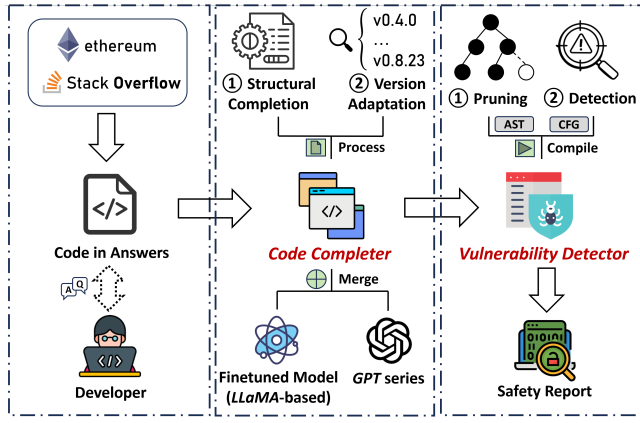 ethereum
Stack Overflow
</>
Code in Answers
A Q
</>
Developer
① Structural
Completion
v0.4.0
...
v0.8.23
② Version
Adaptation
Process
</>
Code Completer
Merge
Finetuned Model
(LLaMA-based)
GPT series
① Pruning
② Detection
AST
CFG
Compile
Vulnerability Detector
Safety Report